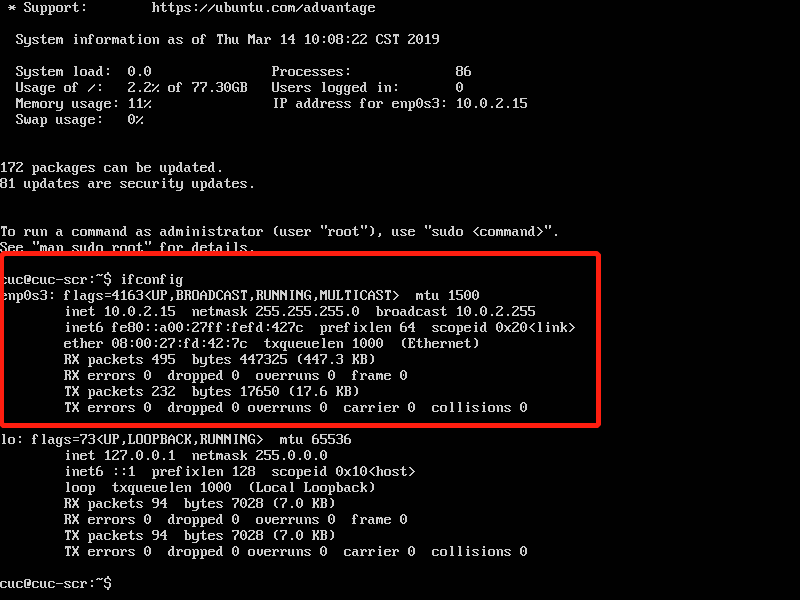 * Support:        https://ubuntu.com/advantage
System information as of Thu Mar 14 10:08:22 CST 2019
System load:  0.0               Processes:             86
Usage of /:   2.2% of 77.30GB   Users logged in:       0
Memory usage: 11%               IP address for enp0s3: 10.0.2.15
Swap usage:   0%
172 packages can be updated.
81 updates are security updates.
To run a command as administrator (user "root"), use "sudo <command>".
See "man sudo_root" for details.
cuc@cuc-scr:~$ ifconfig
enp0s3: flags=4163<UP,BROADCAST,RUNNING,MULTICAST>  mtu 1500
        inet 10.0.2.15  netmask 255.255.255.0  broadcast 10.0.2.255
        inet6 fe80::a00:27ff:fefd:427c  prefixlen 64  scopeid 0x20<link>
        ether 08:00:27:fd:42:7c  txqueuelen 1000  (Ethernet)
        RX packets 495  bytes 447325 (447.3 KB)
        RX errors 0  dropped 0  overruns 0  frame 0
        TX packets 232  bytes 17650 (17.6 KB)
        TX errors 0  dropped 0 overruns 0  carrier 0  collisions 0
lo: flags=73<UP,LOOPBACK,RUNNING>  mtu 65536
        inet 127.0.0.1  netmask 255.0.0.0
        inet6 ::1  prefixlen 128  scopeid 0x10<host>
        loop  txqueuelen 1000  (Local Loopback)
        RX packets 94  bytes 7028 (7.0 KB)
        RX errors 0  dropped 0  overruns 0  frame 0
        TX packets 94  bytes 7028 (7.0 KB)
        TX errors 0  dropped 0 overruns 0  carrier 0  collisions 0
cuc@cuc-scr:~$